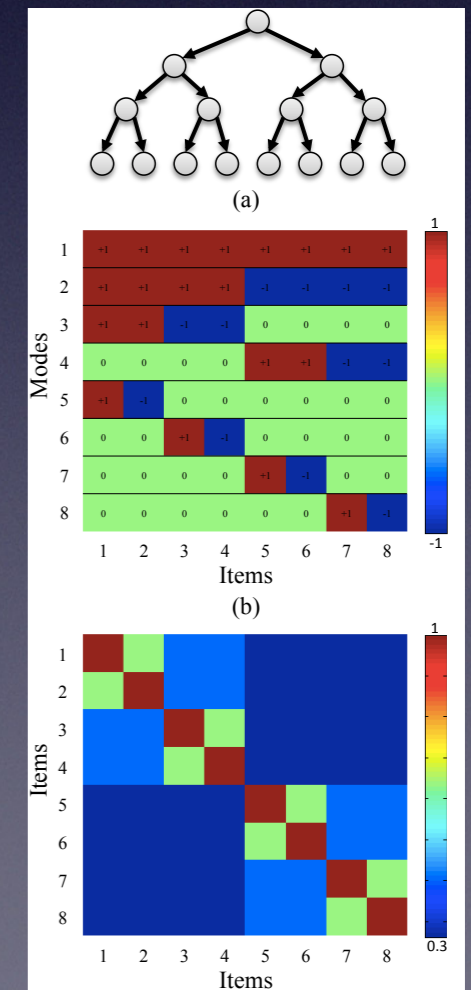 (a)
1
1 +1 +1 +1 +1 +1 +1 +1 +1
2 +1 +1 +1 +1 -1 -1 -1 -1
3 +1 +1 -1 -1 0 0 0 0
4 0 0 0 0 +1 +1 -1 -1
5 +1 -1 0 0 0 0 0 0
6 0 0 +1 -1 0 0 0 0
7 0 0 0 0 +1 -1 0 0
8 0 0 0 0 0 0 +1 -1
Modes
-1
1 2 3 4 5 6 7 8
Items
(b)
1
1
2
3
4
5
6
7
8
Items
0.3
1 2 3 4 5 6 7 8
Items